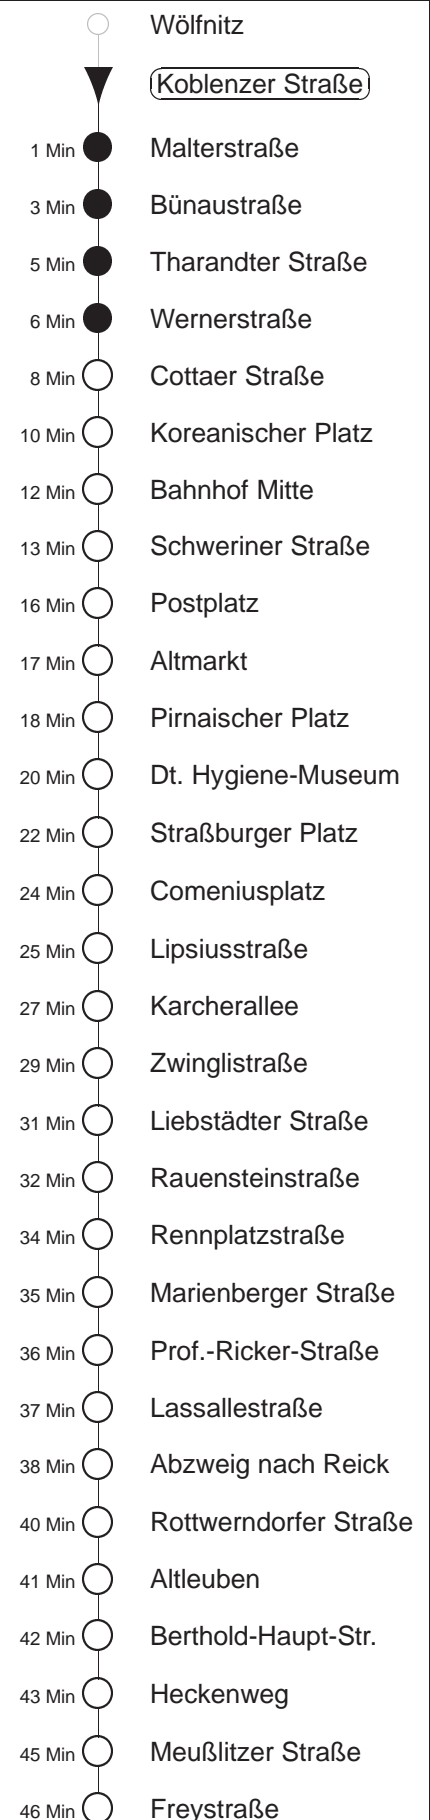 Wölfnitz
Koblenzer Straße
1 Min Malterstraße
3 Min Bünaustraße
5 Min Tharandter Straße
6 Min Wernerstraße
8 Min Cottaer Straße
10 Min Koreanischer Platz
12 Min Bahnhof Mitte
13 Min Schweriner Straße
16 Min Postplatz
17 Min Altmarkt
18 Min Pirnaischer Platz
20 Min Dt. Hygiene-Museum
22 Min Straßburger Platz
24 Min Comeniusplatz
25 Min Lipsiusstraße
27 Min Karcherallee
29 Min Zwinglistraße
31 Min Liebstädter Straße
32 Min Rauensteinstraße
34 Min Rennplatzstraße
35 Min Marienberger Straße
36 Min Prof.-Ricker-Straße
37 Min Lassallestraße
38 Min Abzweig nach Reick
40 Min Rottwerndorfer Straße
41 Min Altleuben
42 Min Berthold-Haupt-Str.
43 Min Heckenweg
45 Min Meußlitzer Straße
46 Min Freystraße